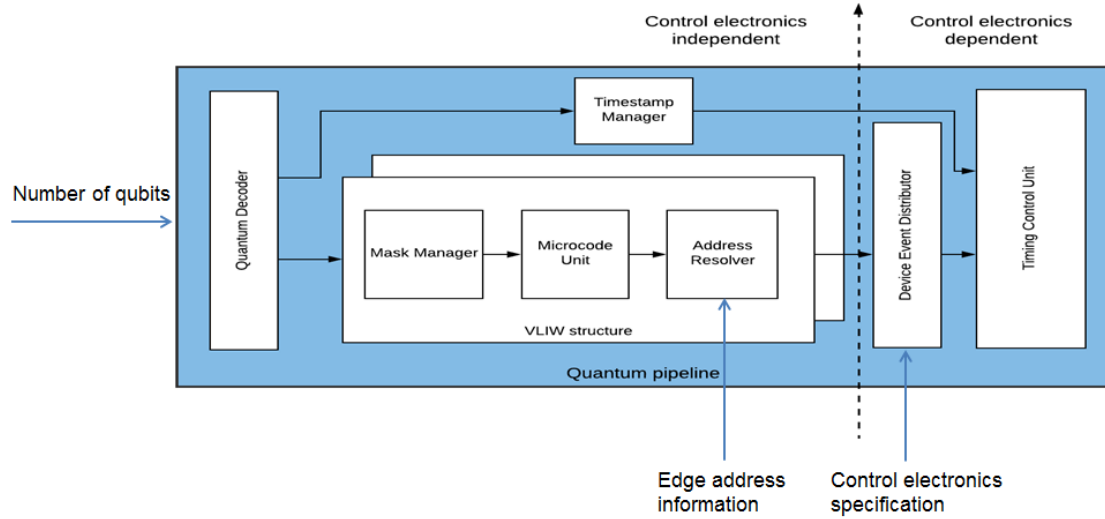 Control electronics
independent
Control electronics
dependent
Timestamp
Manager
Number of qubits
Quantum Decoder
Mask Manager
Microcode
Unit
Address
Resolver
VLIW structure
Device Event Distributor
Timing Control Unit
Quantum pipeline
Edge address
information
Control electronics
specification